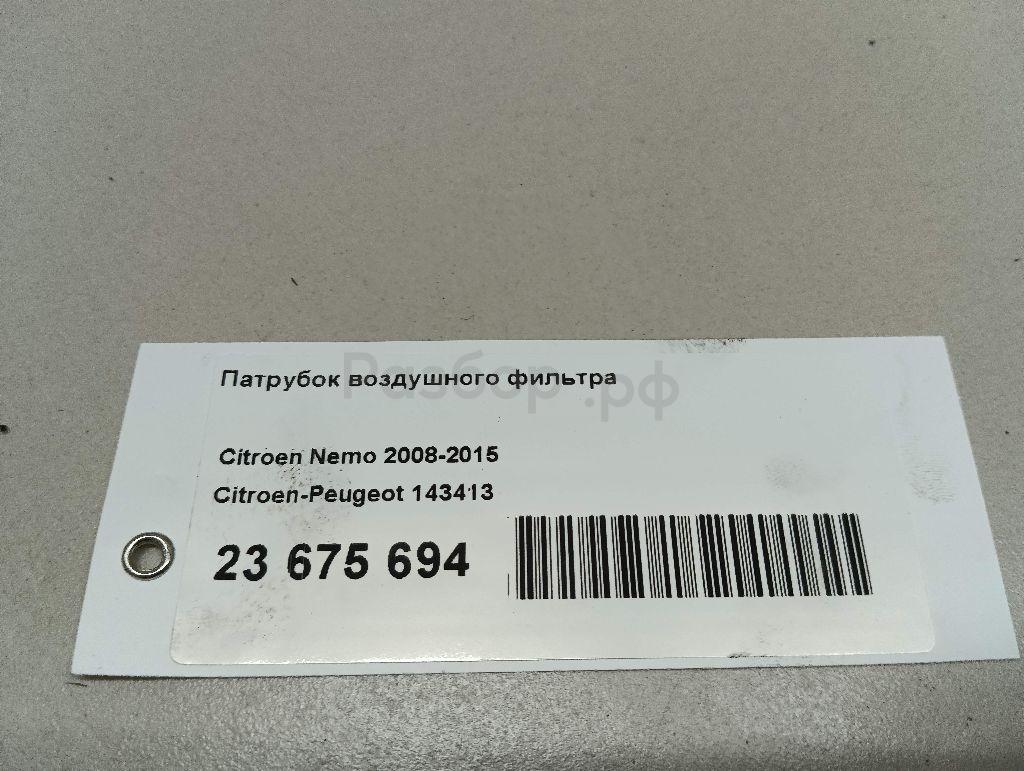 Разбор.рф
Патрубок воздушного фильтра
Citroen Nemo 2008-2015
Citroen-Peugeot 143413
23 675 694